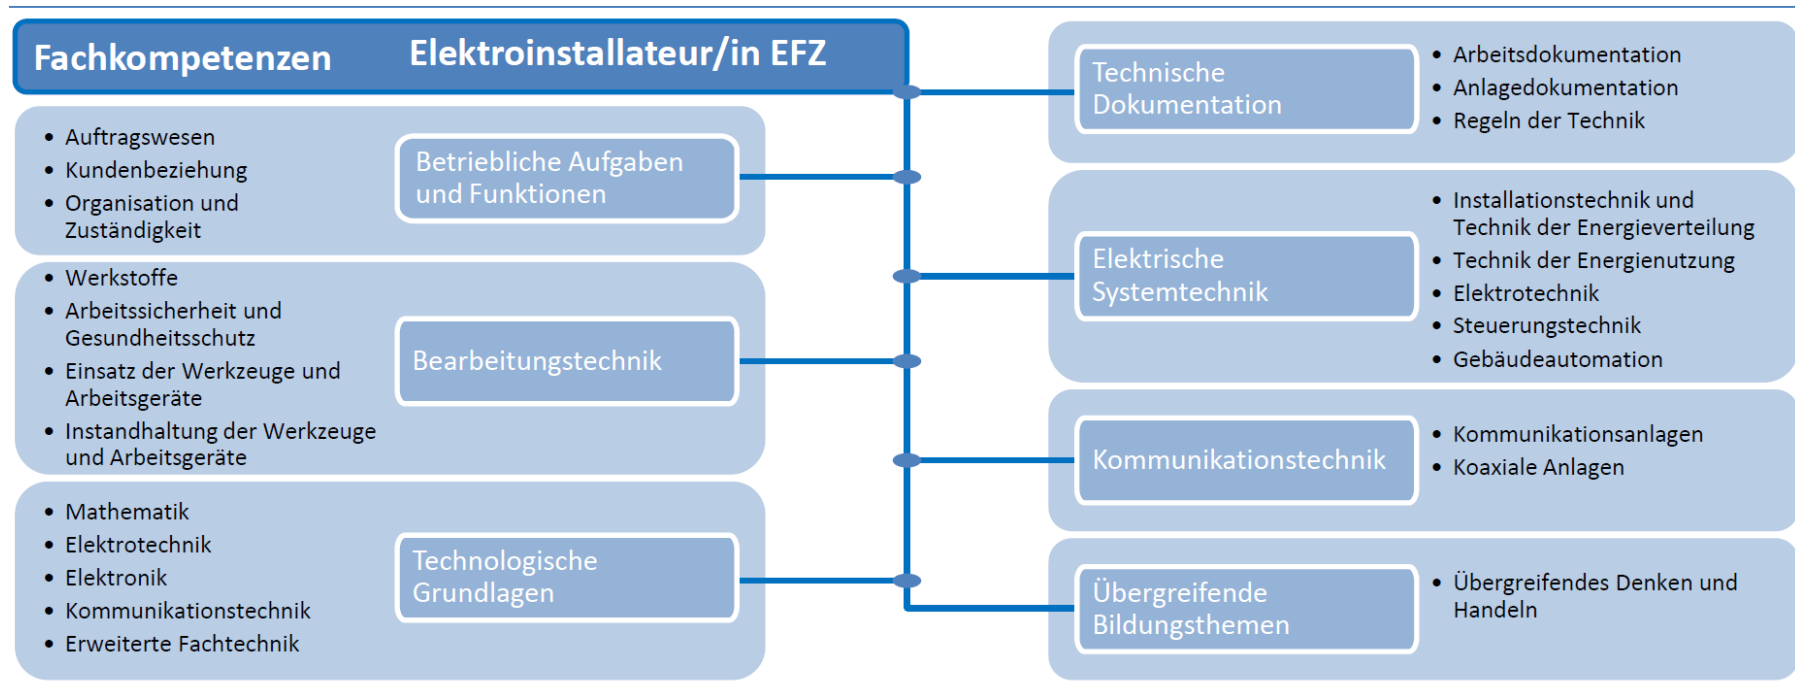 Fachkompetenzen
Elektroinstallateur/in EFZ
• Auftragswesen
• Kundenbeziehung
• Organisation und
Zuständigkeit
Betriebliche Aufgaben
und Funktionen
• Werkstoffe
• Arbeitssicherheit und
Gesundheitsschutz
• Einsatz der Werkzeuge und
Arbeitsgeräte
• Instandhaltung der Werkzeuge
und Arbeitsgeräte
Bearbeitungstechnik
• Mathematik
• Elektrotechnik
• Elektronik
• Kommunikationstechnik
• Erweiterte Fachtechnik
Technologische
Grundlagen
Technische
Dokumentation
• Arbeitsdokumentation
• Anlagedokumentation
• Regeln der Technik
Elektrische
Systemtechnik
• Installationstechnik und
Technik der Energieverteilung
• Technik der Energienutzung
• Elektrotechnik
• Steuerungstechnik
• Gebäudeautomation
Kommunikationstechnik
• Kommunikationsanlagen
• Koaxiale Anlagen
Übergreifende
Bildungsthemen
• Übergreifendes Denken und
Handeln